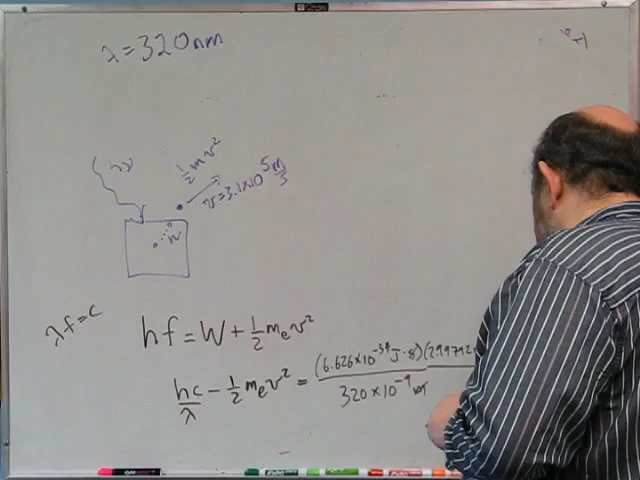 λ = 320 nm
hν
½mv²
v = 3.1×10⁵ m/s
W
λf = c
hf = W + ½mₑv²
hc/λ − ½mₑv² = (6.626×10⁻³⁴ J·s)(2.99792
320×10⁻⁹ m